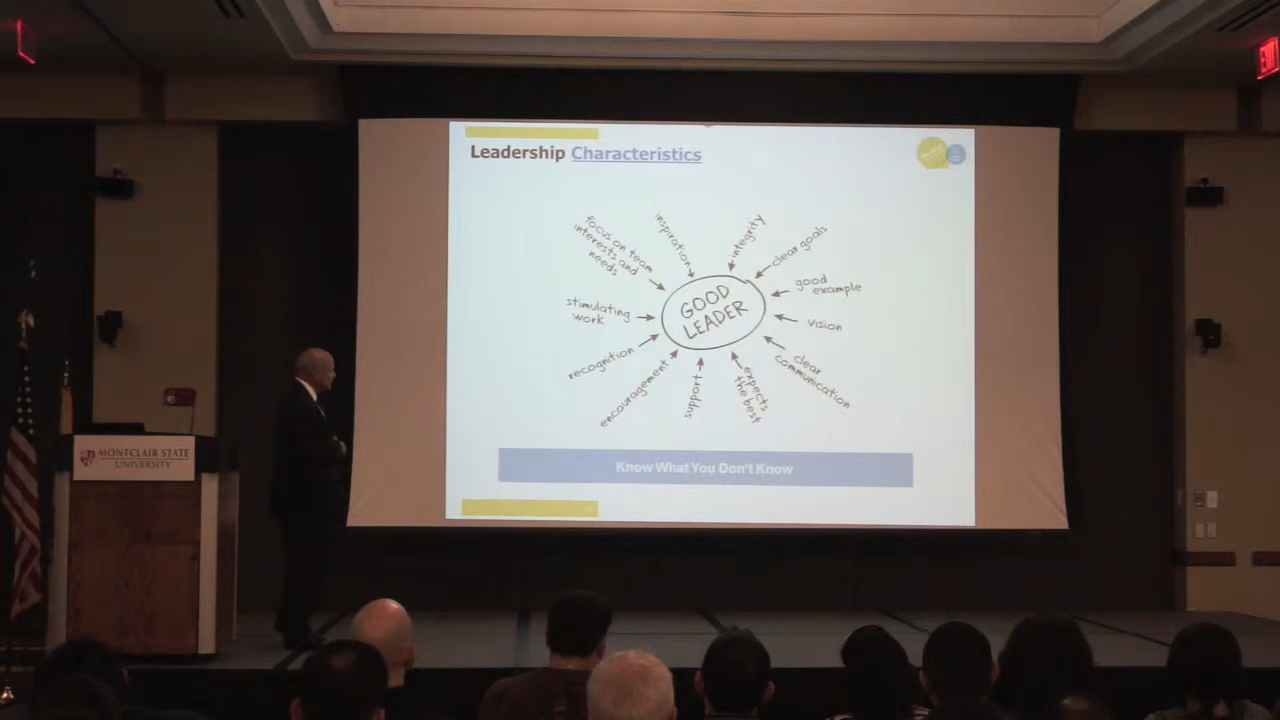 EXIT
Leadership Characteristics
inspiration
integrity
focus on team
interests and
needs
clear goals
good
example
stimulating
work
GOOD
LEADER
vision
recognition
clear
communication
encouragement
support
expects
the best
Know What You Don't Know
MONTCLAIR STATE
UNIVERSITY